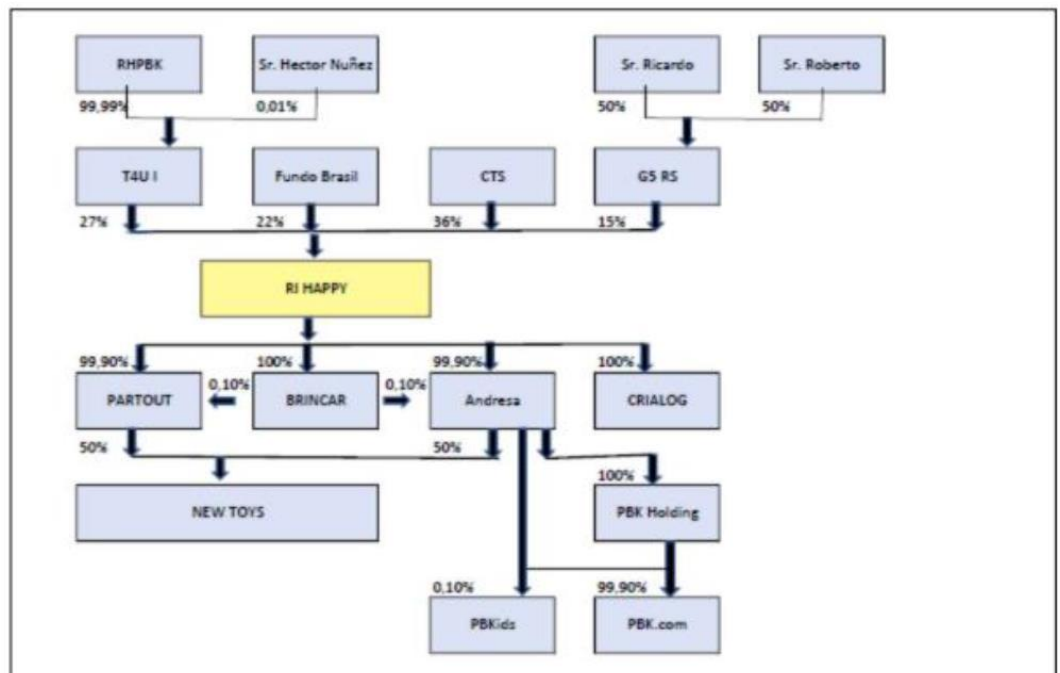 RHPBK
Sr. Hector Nuñez
Sr. Ricardo
Sr. Roberto
99,99%
0,01%
50%
50%
T4U I
Fundo Brasil
CTS
G5 RS
27%
22%
36%
15%
RI HAPPY
99,90%
100%
99,90%
100%
PARTOUT
0,10%
BRINCAR
0,10%
Andresa
CRIALOG
50%
50%
100%
NEW TOYS
PBK Holding
0,10%
99,90%
PBKids
PBK.com